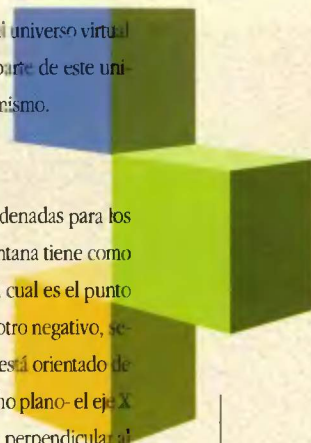 l universo virtual
parte de este uni-
mismo.
denadas para los
ntana tiene como
cual es el punto
otro negativo, se-
está orientado de
no plano- el eje X
perpendicular al